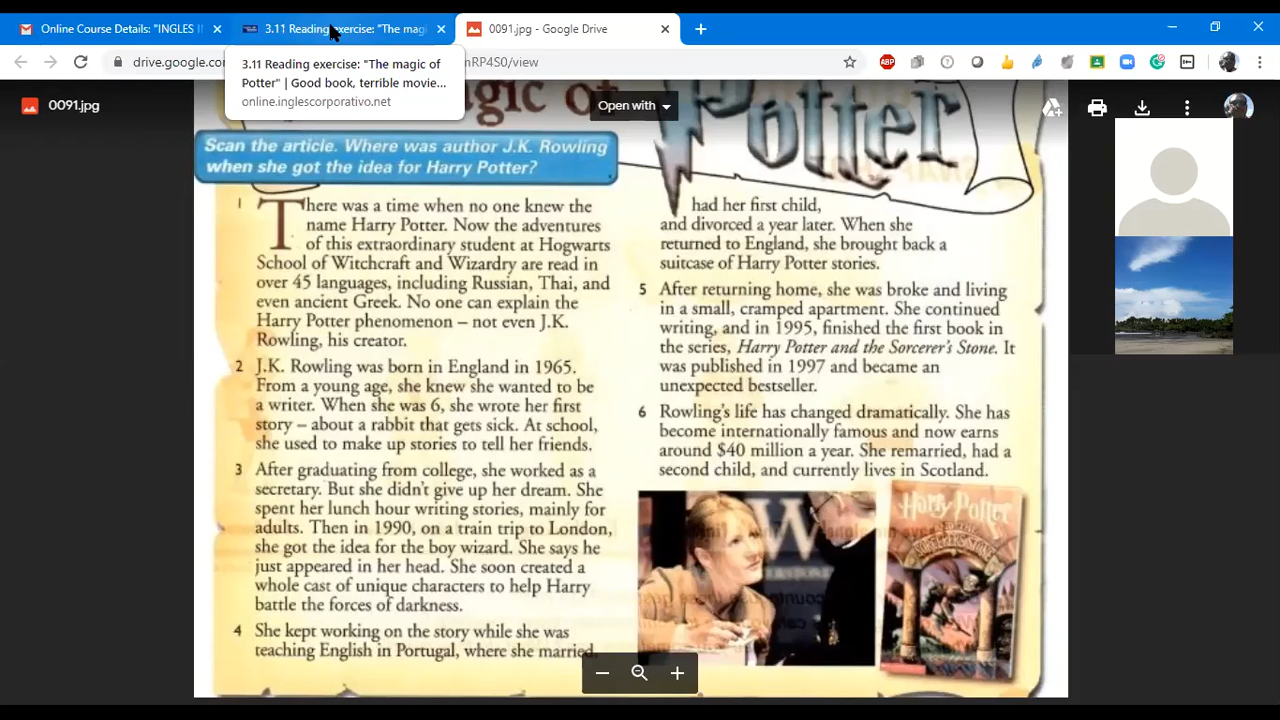 Online Course Details: "INGLES I
3.11 Reading exercise: "The magi
0091.jpg - Google Drive
drive.google.com
nRP4S0/view
3.11 Reading exercise: "The magic of
Potter" | Good book, terrible movie...
online.inglescorporativo.net
0091.jpg
Open with
magic of
Potter
Scan the article. Where was author J.K. Rowling
when she got the idea for Harry Potter?
1 There was a time when no one knew the
name Harry Potter. Now the adventures
of this extraordinary student at Hogwarts
School of Witchcraft and Wizardry are read in
over 45 languages, including Russian, Thai, and
even ancient Greek. No one can explain the
Harry Potter phenomenon – not even J.K.
Rowling, his creator.
2 J.K. Rowling was born in England in 1965.
From a young age, she knew she wanted to be
a writer. When she was 6, she wrote her first
story – about a rabbit that gets sick. At school,
she used to make up stories to tell her friends.
3 After graduating from college, she worked as a
secretary. But she didn't give up her dream. She
spent her lunch hour writing stories, mainly for
adults. Then in 1990, on a train trip to London,
she got the idea for the boy wizard. She says he
just appeared in her head. She soon created a
whole cast of unique characters to help Harry
battle the forces of darkness.
4 She kept working on the story while she was
teaching English in Portugal, where she married,
had her first child,
and divorced a year later. When she
returned to England, she brought back a
suitcase of Harry Potter stories.
5 After returning home, she was broke and living
in a small, cramped apartment. She continued
writing, and in 1995, finished the first book in
the series, Harry Potter and the Sorcerer's Stone. It
was published in 1997 and became an
unexpected bestseller.
6 Rowling's life has changed dramatically. She has
become internationally famous and now earns
around $40 million a year. She remarried, had a
second child, and currently lives in Scotland.
W
Harry Potter
AND THE
SORCERER'S STONE
ABP